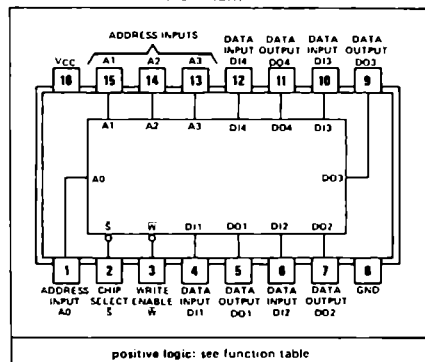 ADDRESS INPUTS
DATA INPUT DI4
DATA OUTPUT DO4
DATA INPUT DI3
DATA OUTPUT DO3
VCC A1 A2 A3
16 15 14 13 12 11 10 9
A1 A2 A3 DI4 DO4 DI3
A0 DO3
S̅ W̅ DI1 DO1 DI2 DO2
1 2 3 4 5 6 7 8
ADDRESS INPUT A0
CHIP SELECT S̅
WRITE ENABLE W̅
DATA INPUT DI1
DATA OUTPUT DO1
DATA INPUT DI2
DATA OUTPUT DO2
GND
positive logic: see function table